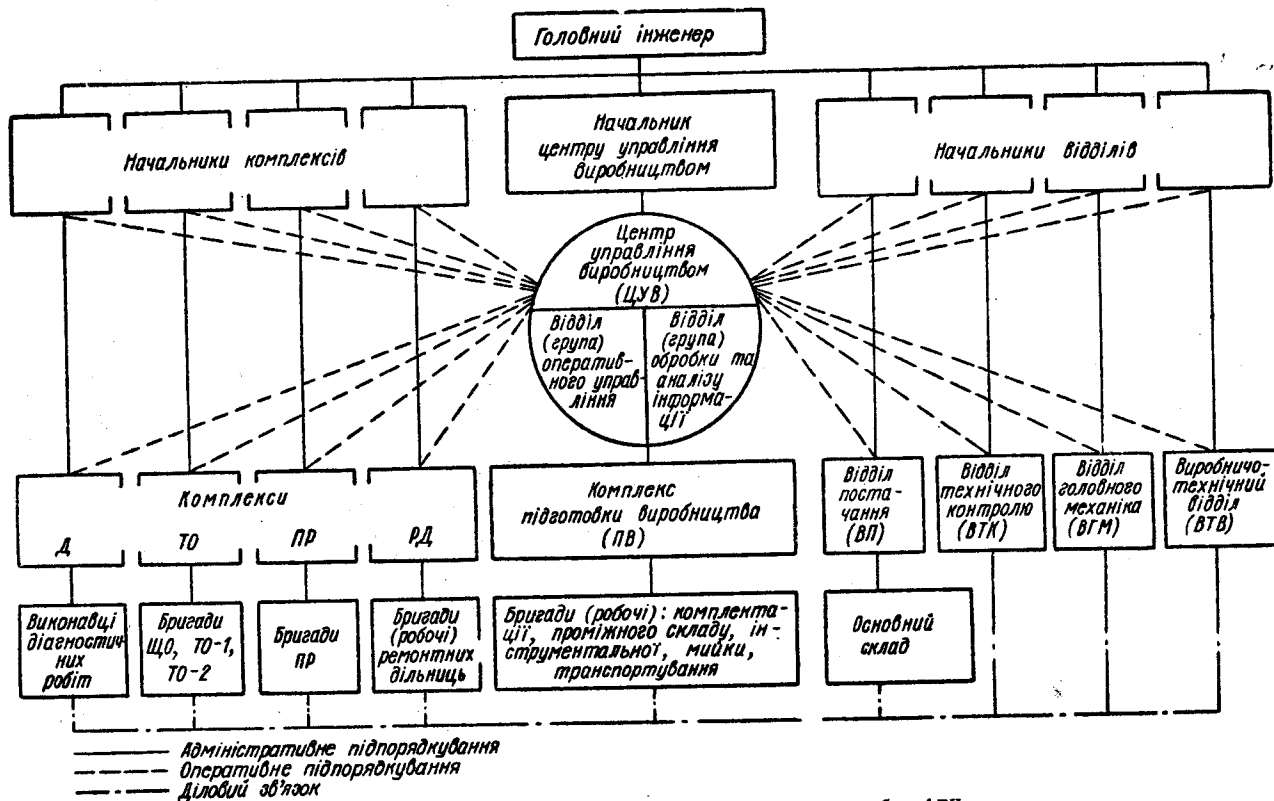 Головний інженер
Начальники комплексів
Начальник
центру управління
виробництвом
Начальники відділів
Центр
управління
виробництвом
(ЦУВ)
Відділ
(група)
оператив-
ного управ-
ління
Відділ
(група)
обробки та
аналізу
інформа-
ції
Комплекси
Д
ТО
ПР
РД
Комплекс
підготовки виробництва
(ПВ)
Відділ
поста-
чання
(ВП)
Відділ
технічного
контролю
(ВТК)
Відділ
головного
механіка
(ВГМ)
Виробничо-
технічний
відділ
(ВТВ)
Виконавці
діагностич-
них
робіт
Бригади
ЩО, ТО-1,
ТО-2
Бригади
ПР
Бригади
(робочі)
ремонтних
дільниць
Бригади (робочі): комплекта-
ції, проміжного складу, ін-
струментальної, мийки,
транспортування
Основний
склад
Адміністративне підпорядкування
Оперативне підпорядкування
Діловий зв'язок